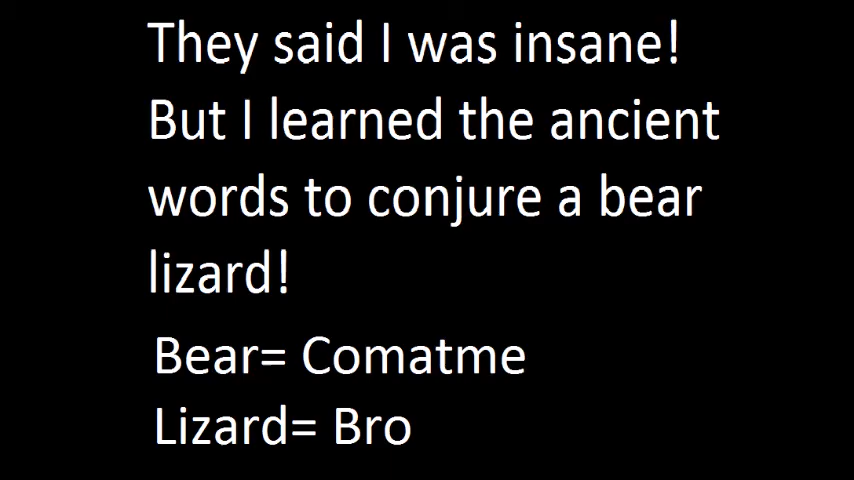 They said I was insane!
But I learned the ancient
words to conjure a bear
lizard!
Bear= Comatme
Lizard= Bro